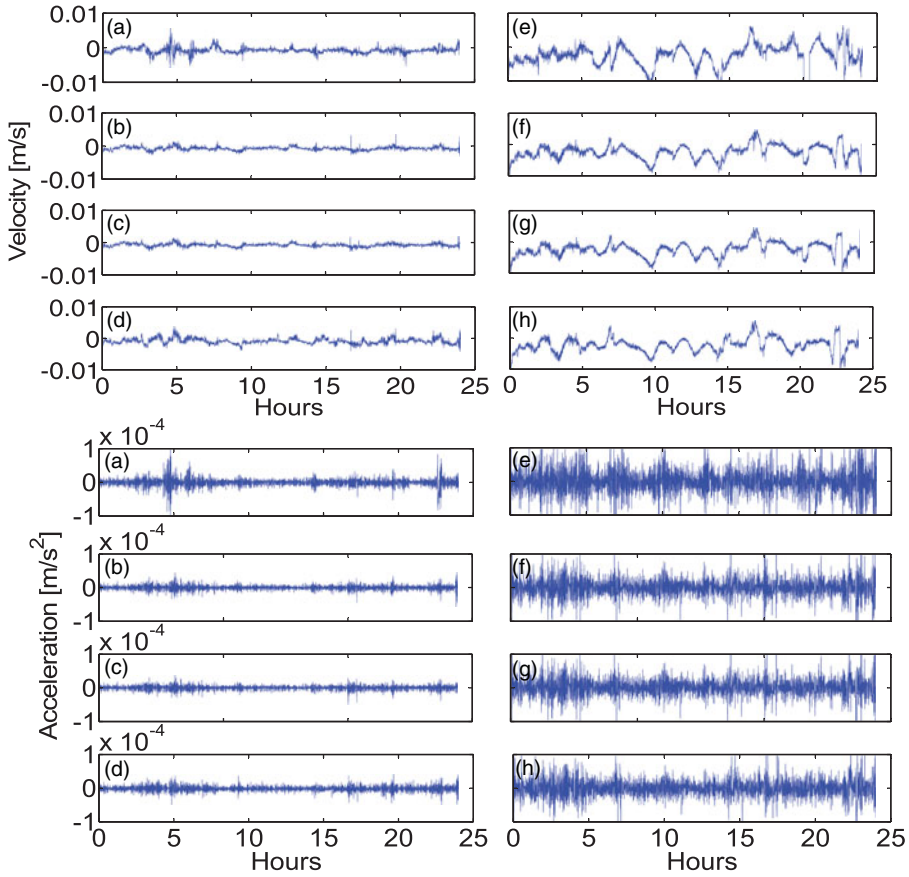 0.01
(a)
(e)
0
-0.01
0.01
(b)
(f)
0
-0.01
Velocity [m/s]
0.01
(c)
(g)
0
-0.01
0.01
(d)
(h)
0
-0.01
0 5 10 15 20 25
0 5 10 15 20 25
Hours
Hours
x 10⁻⁴
1
(a)
(e)
0
-1
x 10⁻⁴
1
(b)
(f)
0
-1
Acceleration [m/s²]
x 10⁻⁴
1
(c)
(g)
0
-1
x 10⁻⁴
1
(d)
(h)
0
-1
0 5 10 15 20 25
0 5 10 15 20 25
Hours
Hours